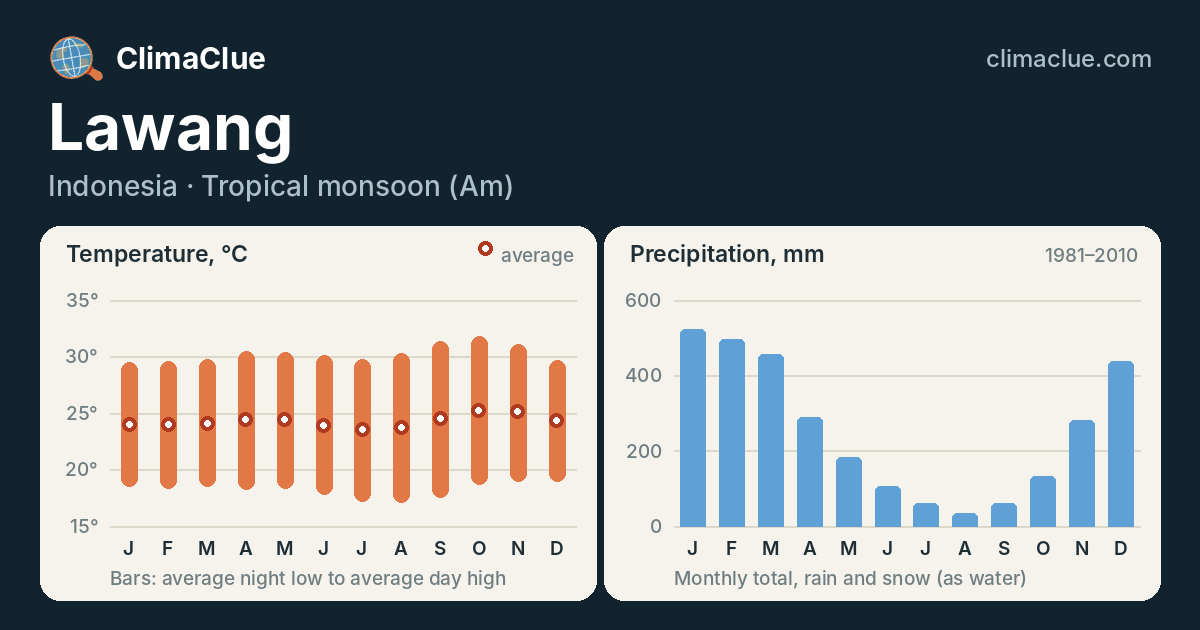 ClimaClue
climaclue.com
Lawang
Indonesia · Tropical monsoon (Am)
Temperature, °C
average
35°
30°
25°
20°
15°
J F M A M J J A S O N D
Bars: average night low to average day high
Precipitation, mm
1981–2010
600
400
200
0
J F M A M J J A S O N D
Monthly total, rain and snow (as water)